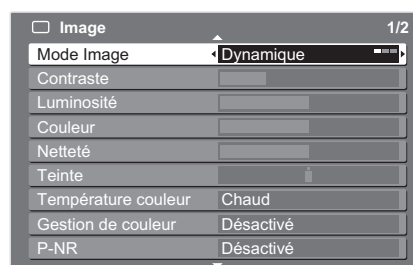 Image 1/2
Mode Image Dynamique
Contraste
Luminosité
Couleur
Netteté
Teinte
Température couleur Chaud
Gestion de couleur Désactivé
P-NR Désactivé